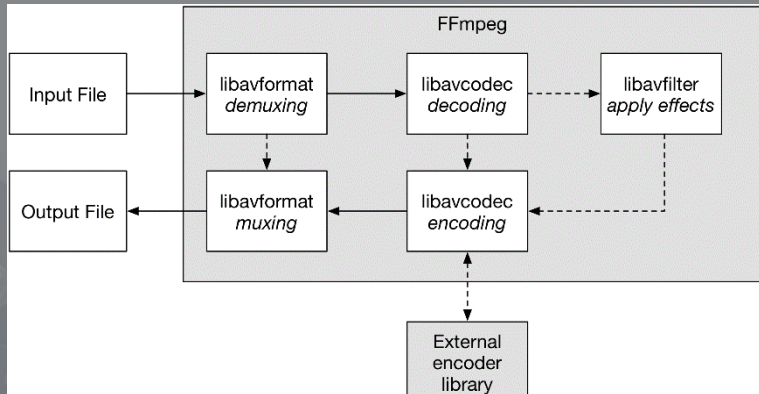 FFmpeg
Input File
libavformat
demuxing
libavcodec
decoding
libavfilter
apply effects
Output File
libavformat
muxing
libavcodec
encoding
External
encoder
library